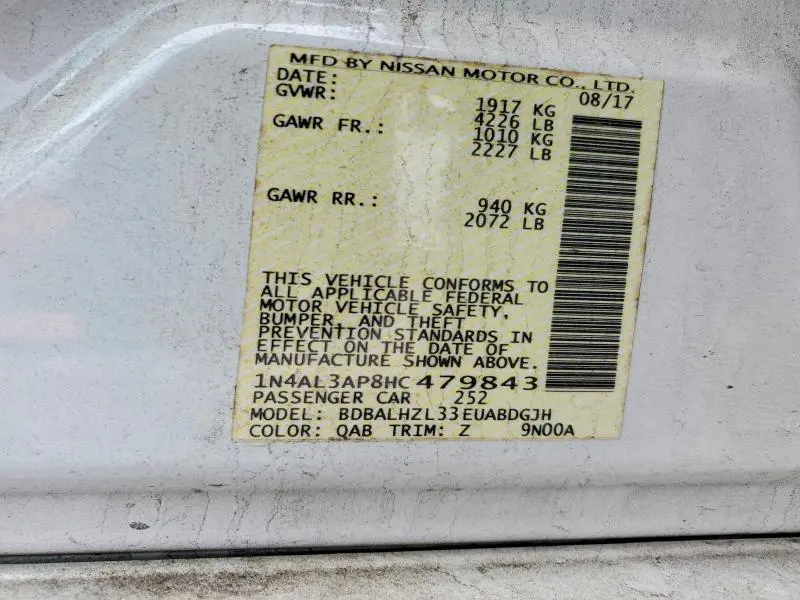 MFD BY NISSAN MOTOR CO., LTD.
DATE: 08/17
GVWR: 1917 KG
4226 LB
GAWR FR.: 1010 KG
2227 LB
GAWR RR.: 940 KG
2072 LB
THIS VEHICLE CONFORMS TO
ALL APPLICABLE FEDERAL
MOTOR VEHICLE SAFETY,
BUMPER, AND THEFT
PREVENTION STANDARDS IN
EFFECT ON THE DATE OF
MANUFACTURE SHOWN ABOVE.
1N4AL3AP8HC 479843
PASSENGER CAR 252
MODEL: BDBALHZL33EUABDGJH
COLOR: QAB TRIM: Z 9N00A